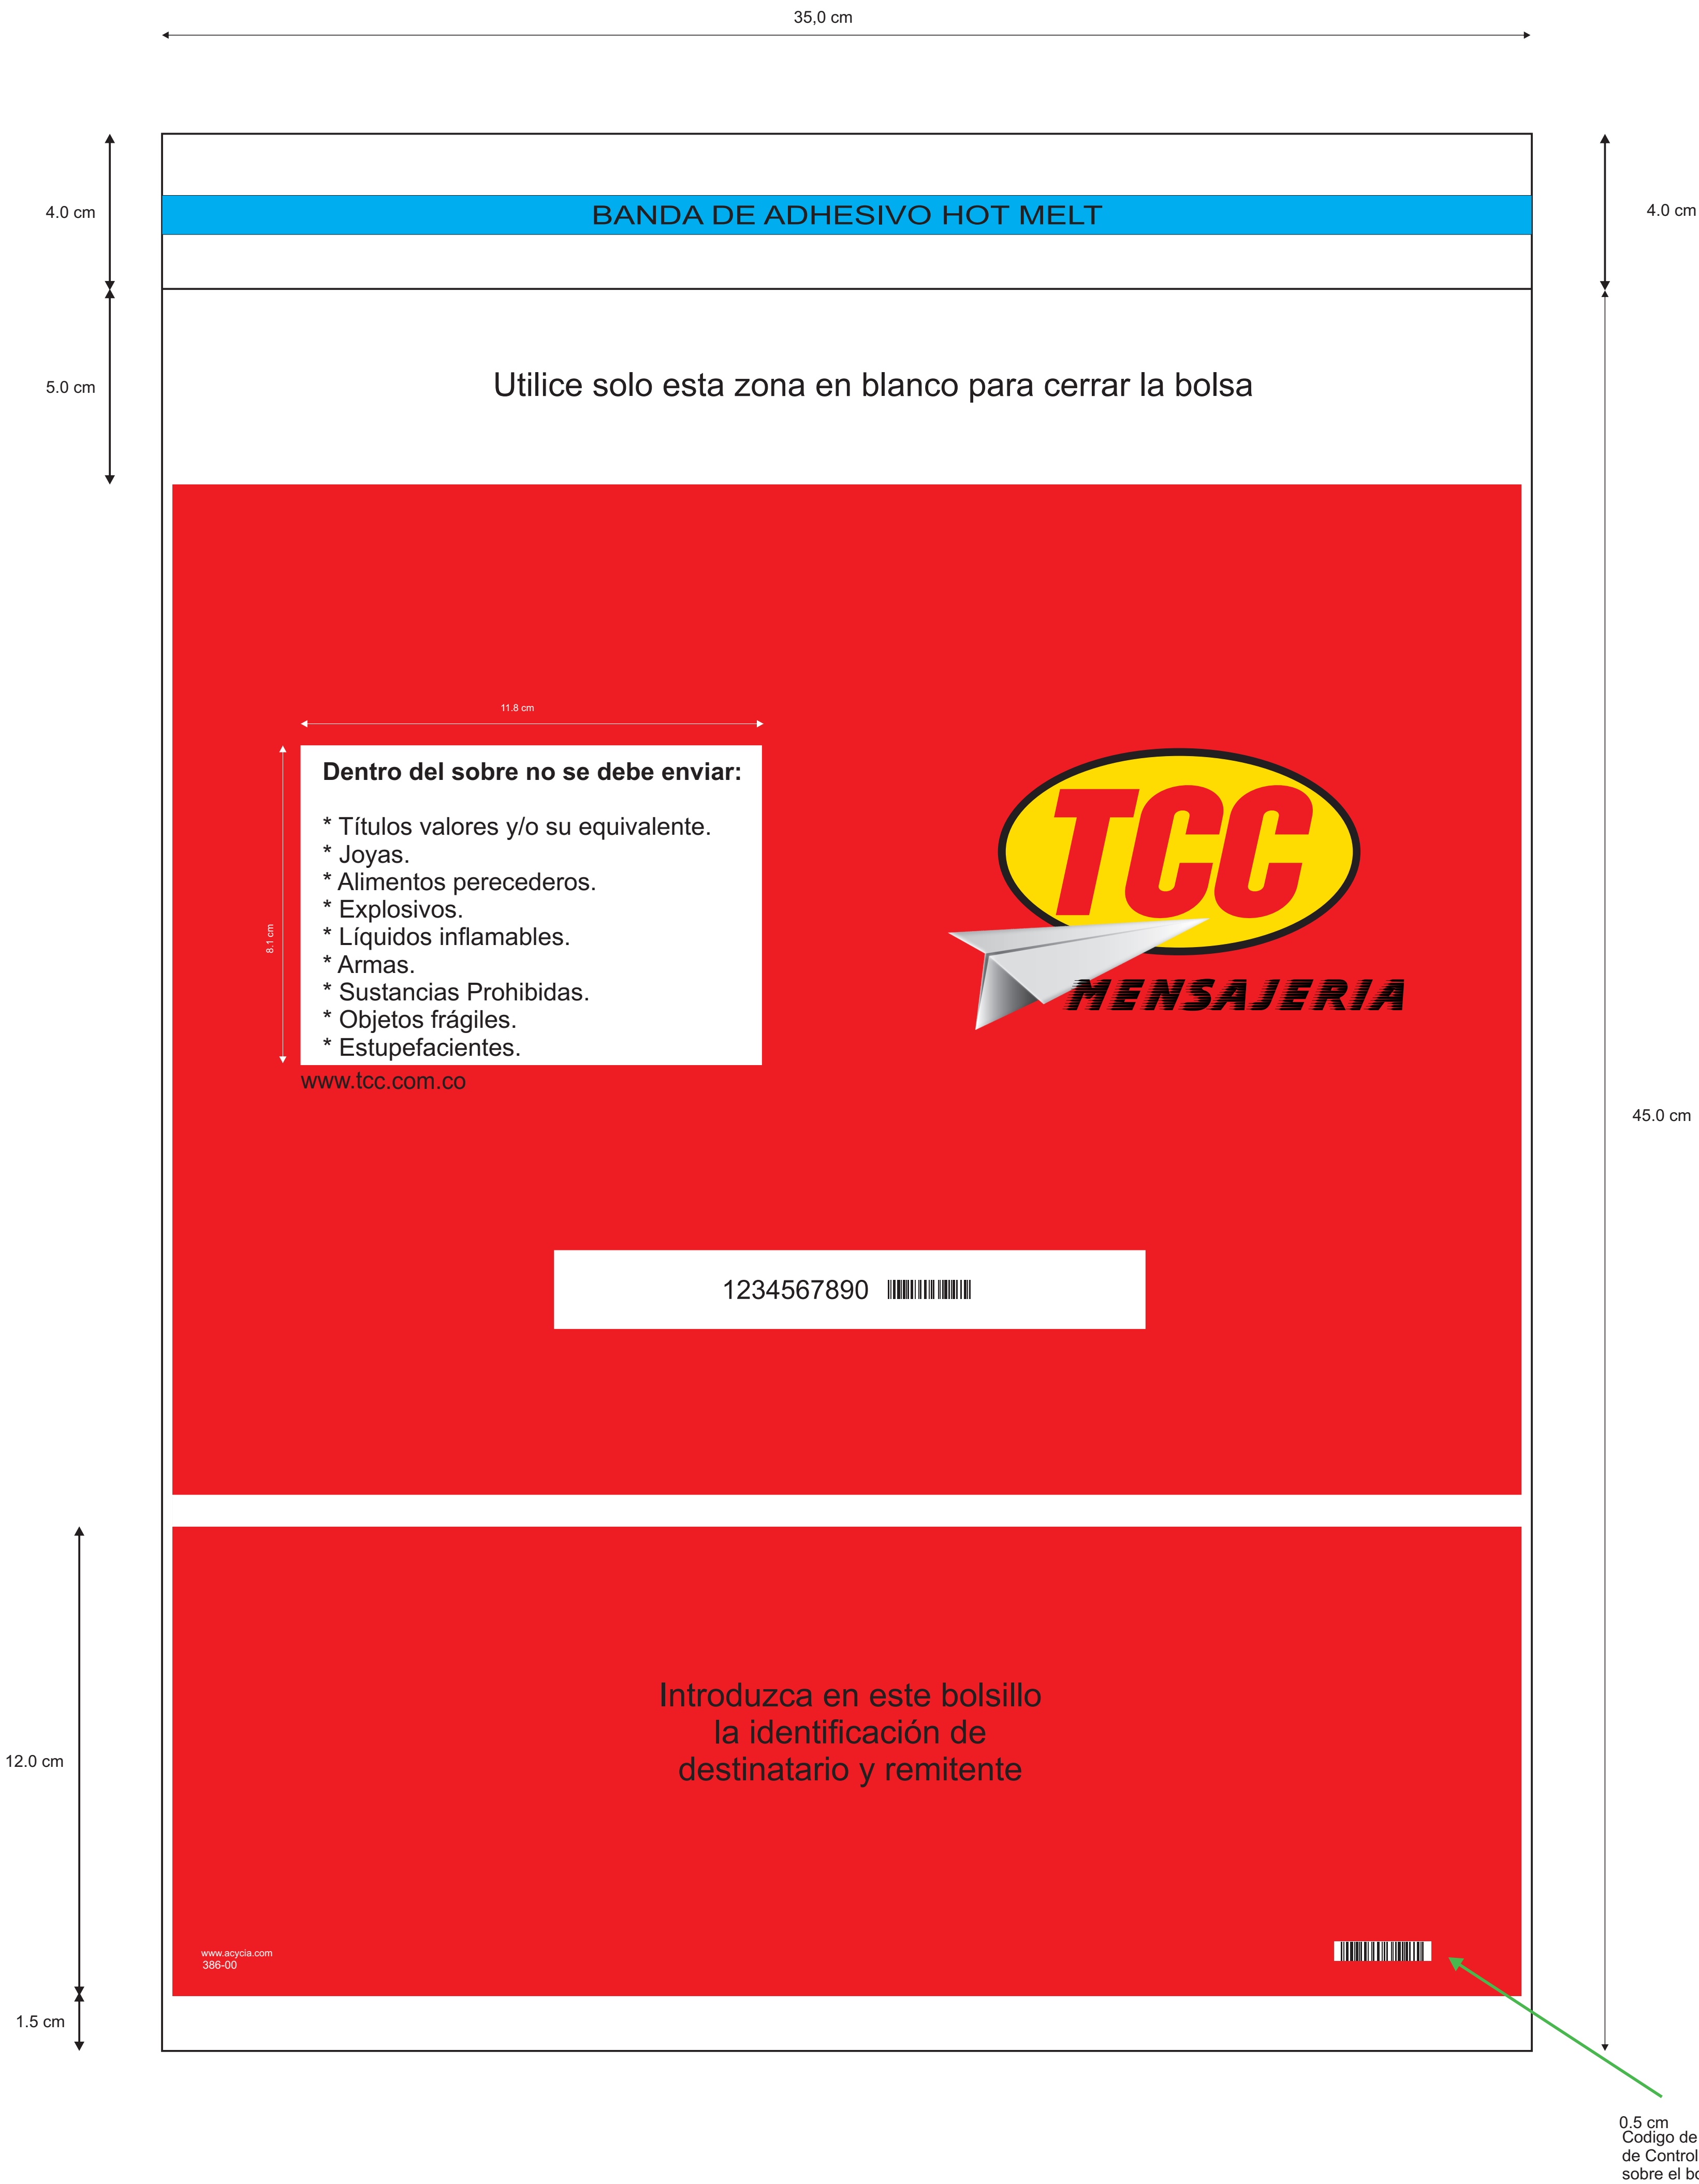 35,0 cm
4.0 cm
BANDA DE ADHESIVO HOT MELT
4.0 cm
5.0 cm
Utilice solo esta zona en blanco para cerrar la bolsa
11.8 cm
8.1 cm
Dentro del sobre no se debe enviar:
* Títulos valores y/o su equivalente.
* Joyas.
* Alimentos perecederos.
* Explosivos.
* Líquidos inflamables.
* Armas.
* Sustancias Prohibidas.
* Objetos frágiles.
* Estupefacientes.
www.tcc.com.co
TCC
MENSAJERIA
45.0 cm
1234567890
Introduzca en este bolsillo
la identificación de
destinatario y remitente
12.0 cm
www.acycia.com
386-00
1.5 cm
0.5 cm
Codigo de
de Control
sobre el